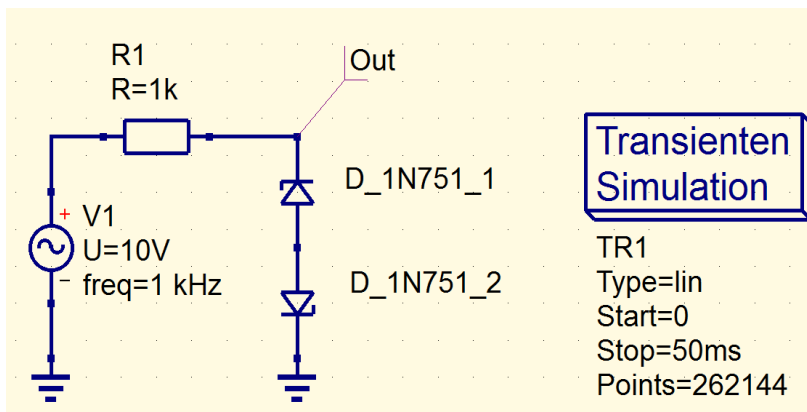 R1
R=1k
Out
D_1N751_1
+
V1
U=10V
freq=1 kHz
−
D_1N751_2
Transienten
Simulation
TR1
Type=lin
Start=0
Stop=50ms
Points=262144